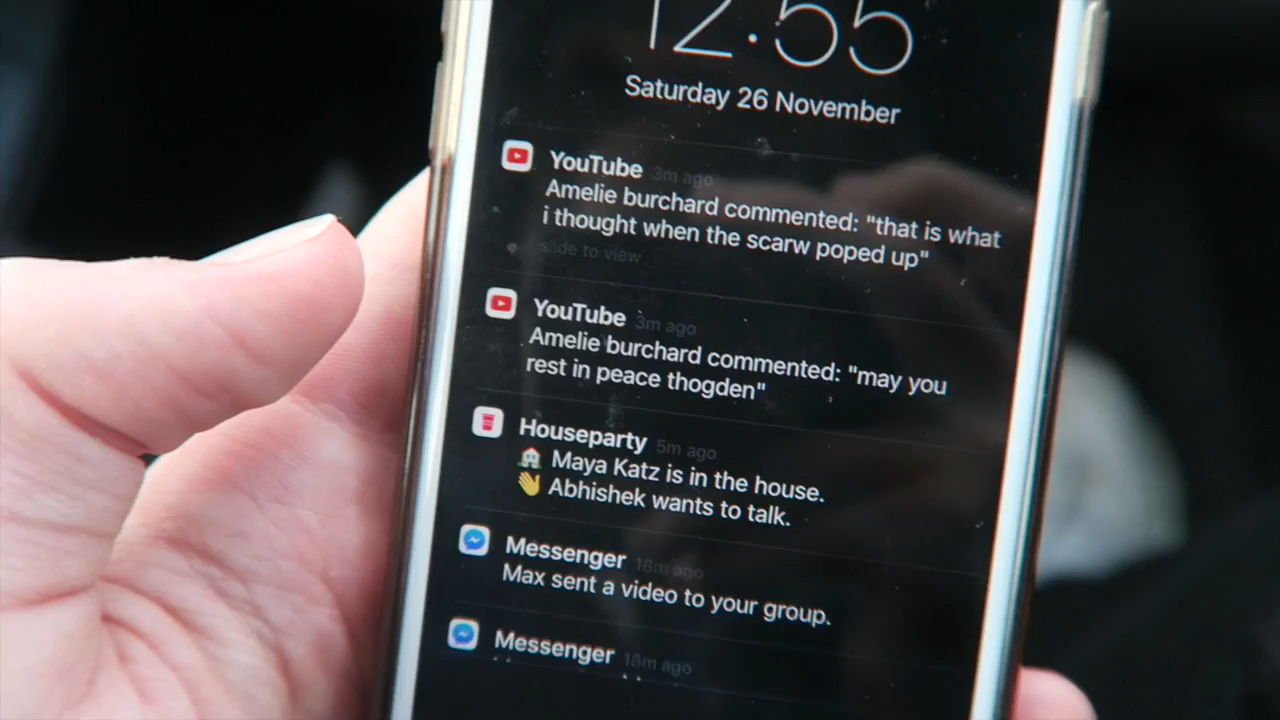 12:55
Saturday 26 November
YouTube 3m ago
Amelie burchard commented: "that is what
i thought when the scarw poped up"
slide to view
YouTube 3m ago
Amelie burchard commented: "may you
rest in peace thogden"
Houseparty 5m ago
🏠 Maya Katz is in the house.
👋 Abhishek wants to talk.
Messenger 18m ago
Max sent a video to your group.
Messenger 18m ago